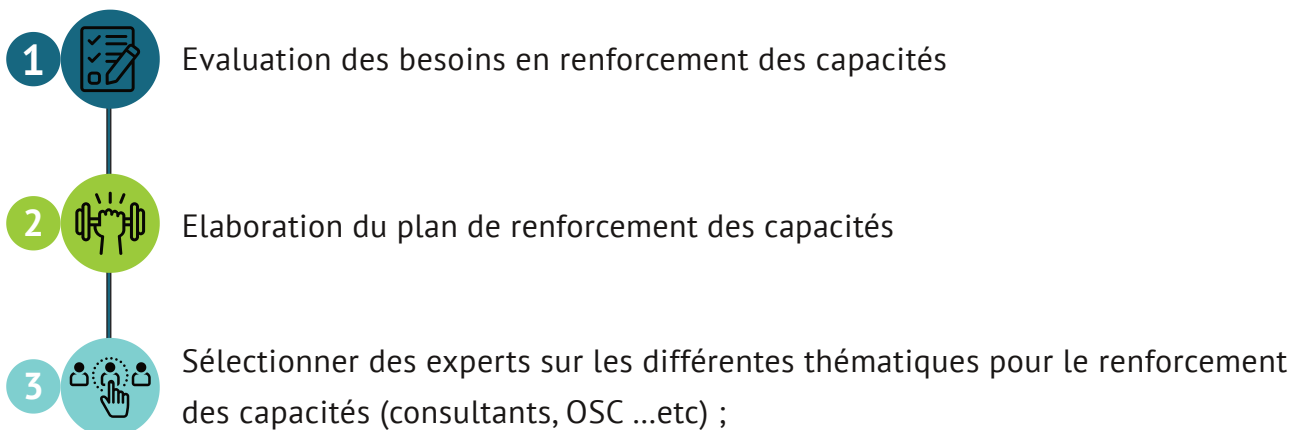 1
Evaluation des besoins en renforcement des capacités
2
Elaboration du plan de renforcement des capacités
3
Sélectionner des experts sur les différentes thématiques pour le renforcement
des capacités (consultants, OSC ...etc) ;